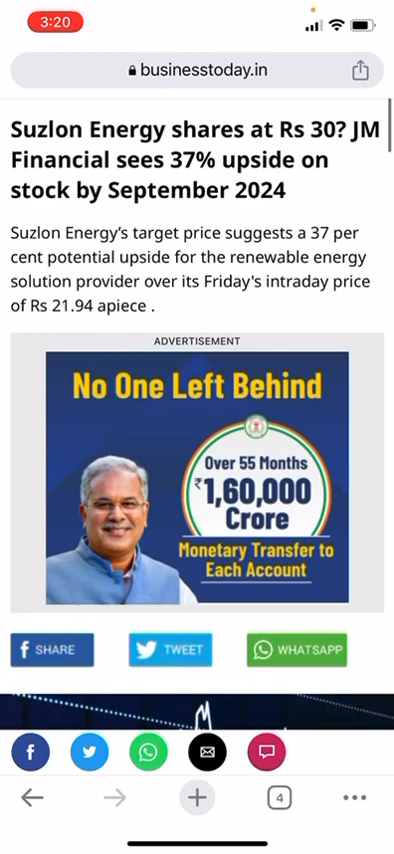 3:20
businesstoday.in
Suzlon Energy shares at Rs 30? JM
Financial sees 37% upside on
stock by September 2024
Suzlon Energy’s target price suggests a 37 per
cent potential upside for the renewable energy
solution provider over its Friday's intraday price
of Rs 21.94 apiece .
ADVERTISEMENT
No One Left Behind
Over 55 Months
₹1,60,000
Crore
Monetary Transfer to
Each Account
f SHARE
TWEET
WHATSAPP
f
4